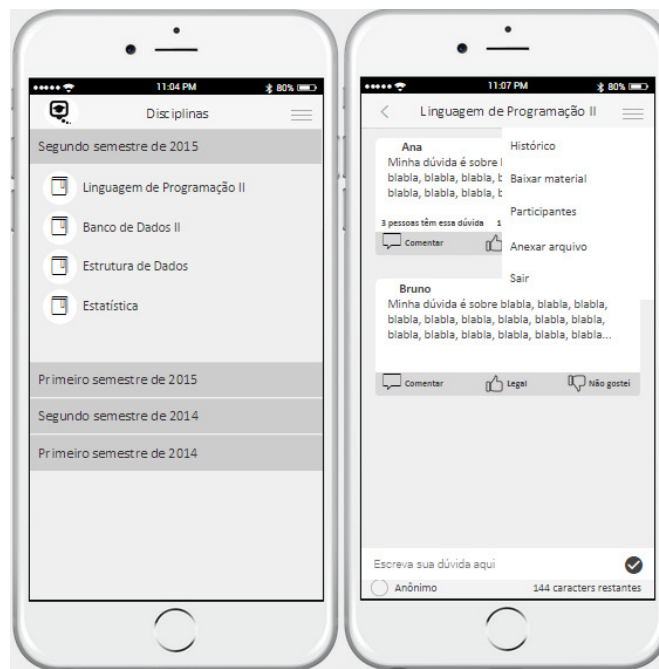 11:04 PM
80%
Disciplinas
Segundo semestre de 2015
Linguagem de Programação II
Banco de Dados II
Estrutura de Dados
Estatística
Primeiro semestre de 2015
Segundo semestre de 2014
Primeiro semestre de 2014
11:07 PM
80%
Linguagem de Programação II
Histórico
Baixar material
Participantes
Anexar arquivo
Sair
Ana
Minha dúvida é sobre
blabla, blabla, blabla,
blabla, blabla, blabla,
3 pessoas têm essa dúvida 1
Comentar
Bruno
Minha dúvida é sobre blabla, blabla, blabla,
blabla, blabla, blabla, blabla, blabla, blabla,
blabla, blabla, blabla, blabla, blabla, blabla...
Comentar Legal Não gostei
Escreva sua dúvida aqui
Anônimo 144 caracters restantes